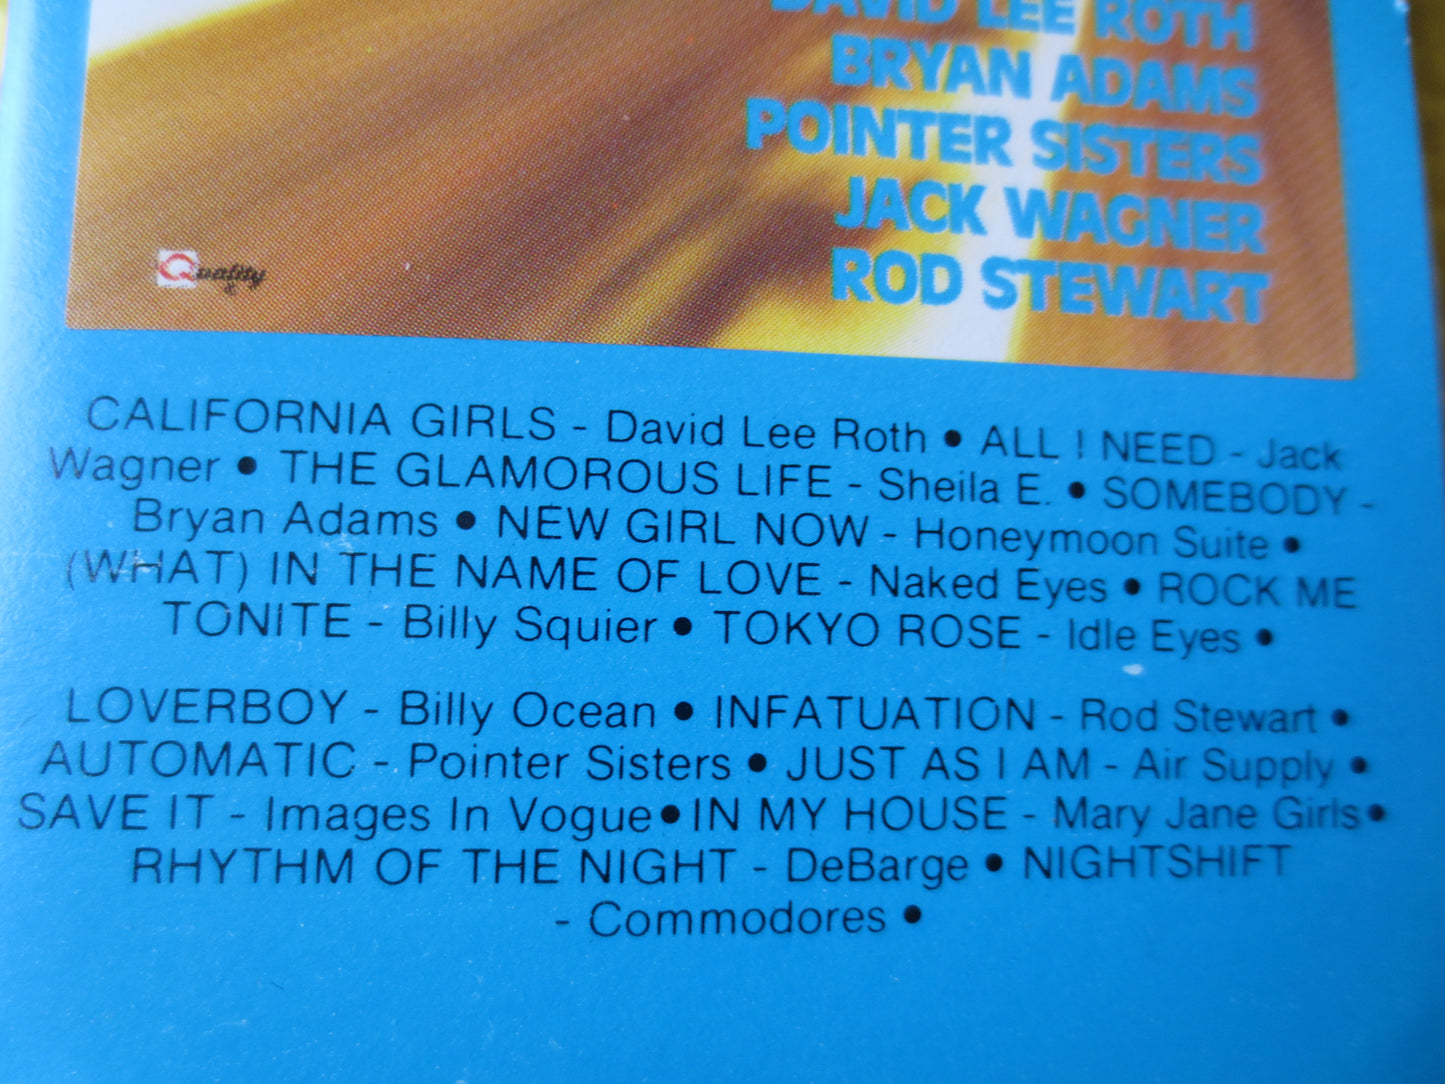 DAVID LEE ROTH
BRYAN ADAMS
POINTER SISTERS
JACK WAGNER
ROD STEWART
Quality
CALIFORNIA GIRLS - David Lee Roth • ALL I NEED - Jack
Wagner • THE GLAMOROUS LIFE - Sheila E. • SOMEBODY -
Bryan Adams • NEW GIRL NOW - Honeymoon Suite •
(WHAT) IN THE NAME OF LOVE - Naked Eyes • ROCK ME
TONITE - Billy Squier • TOKYO ROSE - Idle Eyes •
LOVERBOY - Billy Ocean • INFATUATION - Rod Stewart •
AUTOMATIC - Pointer Sisters • JUST AS I AM - Air Supply •
SAVE IT - Images In Vogue • IN MY HOUSE - Mary Jane Girls •
RHYTHM OF THE NIGHT - DeBarge • NIGHTSHIFT
- Commodores •